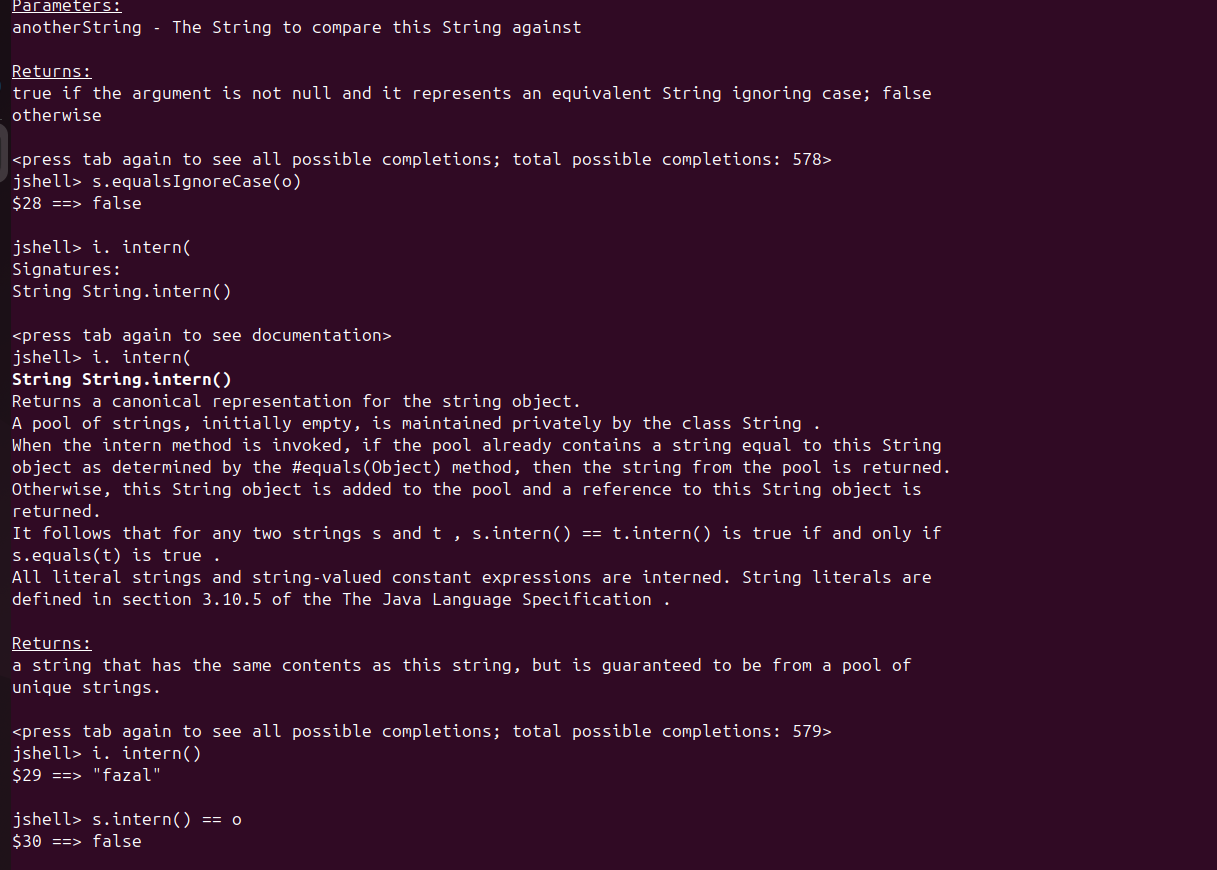 Parameters:
anotherString - The String to compare this String against
Returns:
true if the argument is not null and it represents an equivalent String ignoring case; false
otherwise
<press tab again to see all possible completions; total possible completions: 578>
jshell> s.equalsIgnoreCase(o)
$28 ==> false
jshell> i. intern(
Signatures:
String String.intern()
<press tab again to see documentation>
jshell> i. intern(
String String.intern()
Returns a canonical representation for the string object.
A pool of strings, initially empty, is maintained privately by the class String .
When the intern method is invoked, if the pool already contains a string equal to this String
object as determined by the #equals(Object) method, then the string from the pool is returned.
Otherwise, this String object is added to the pool and a reference to this String object is
returned.
It follows that for any two strings s and t , s.intern() == t.intern() is true if and only if
s.equals(t) is true .
All literal strings and string-valued constant expressions are interned. String literals are
defined in section 3.10.5 of the The Java Language Specification .
Returns:
a string that has the same contents as this string, but is guaranteed to be from a pool of
unique strings.
<press tab again to see all possible completions; total possible completions: 579>
jshell> i. intern()
$29 ==> "fazal"
jshell> s.intern() == o
$30 ==> false